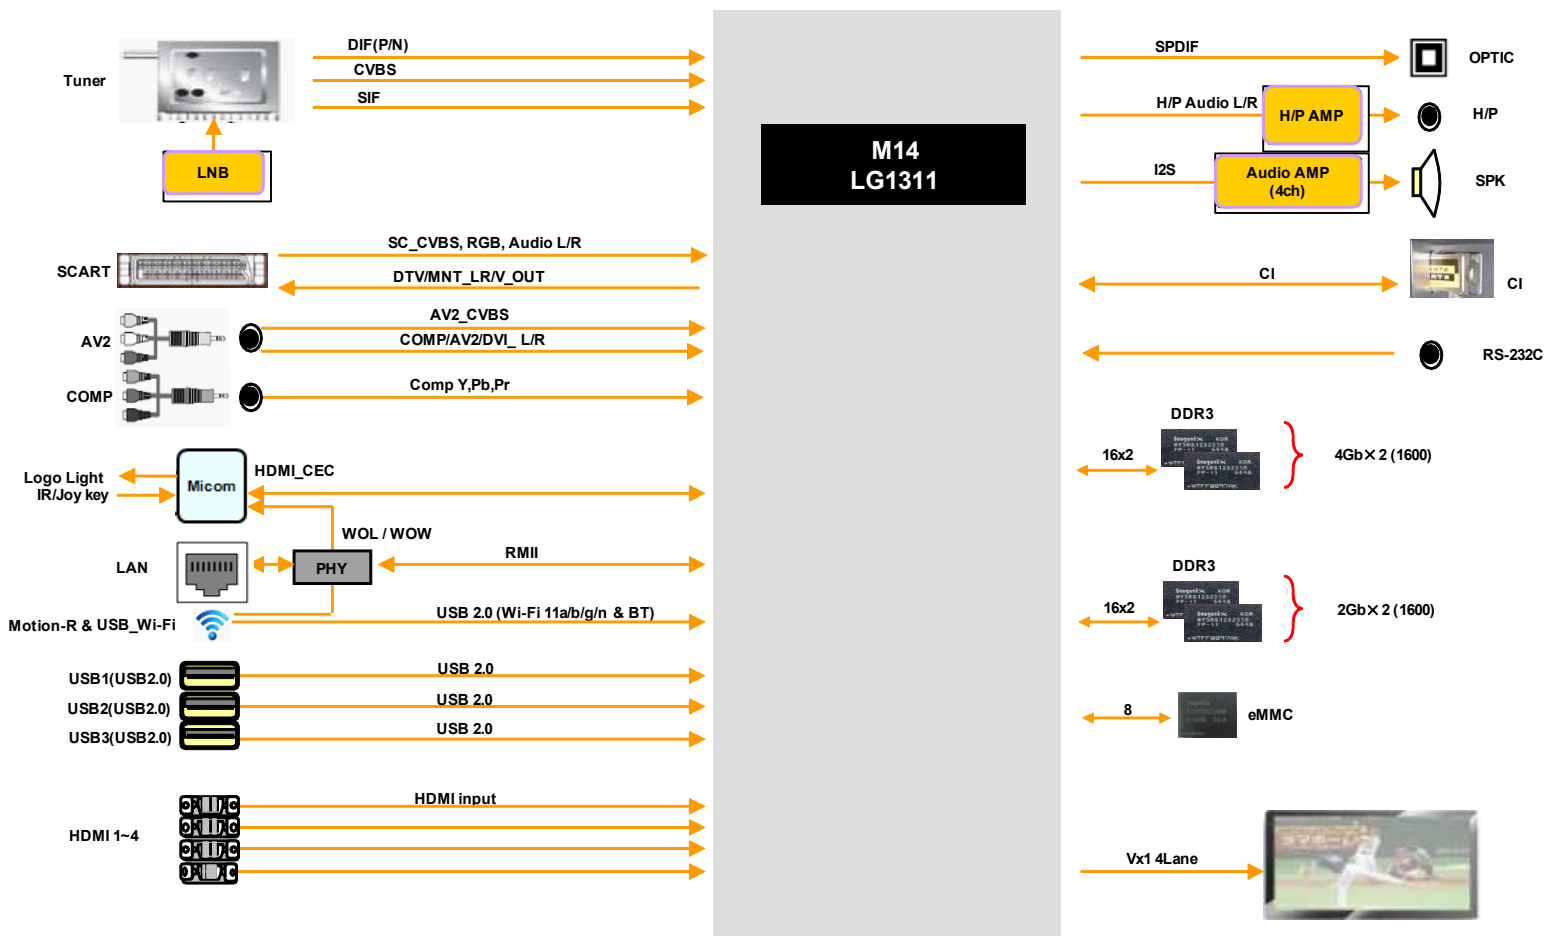 DIF(P/N)
CVBS
SIF
Tuner
LNB
SC_CVBS, RGB, Audio L/R
SCART
DTV/MNT_LR/V_OUT
AV2_CVBS
AV2
COMP/AV2/DVI_ L/R
Comp Y,Pb,Pr
COMP
HDMI_CEC
Logo Light
IR/Joy key
Micom
WOL / WOW
LAN
PHY
RMII
Motion-R & USB_Wi-Fi
USB 2.0 (Wi-Fi 11a/b/g/n & BT)
USB1(USB2.0)
USB 2.0
USB2(USB2.0)
USB 2.0
USB3(USB2.0)
USB 2.0
HDMI input
HDMI 1~4
M14
LG1311
SPDIF
OPTIC
H/P Audio L/R
H/P AMP
H/P
I2S
Audio AMP
(4ch)
SPK
CI
CI
RS-232C
DDR3
16x2
4Gb×2 (1600)
DDR3
16x2
2Gb×2 (1600)
8
eMMC
Vx1 4Lane